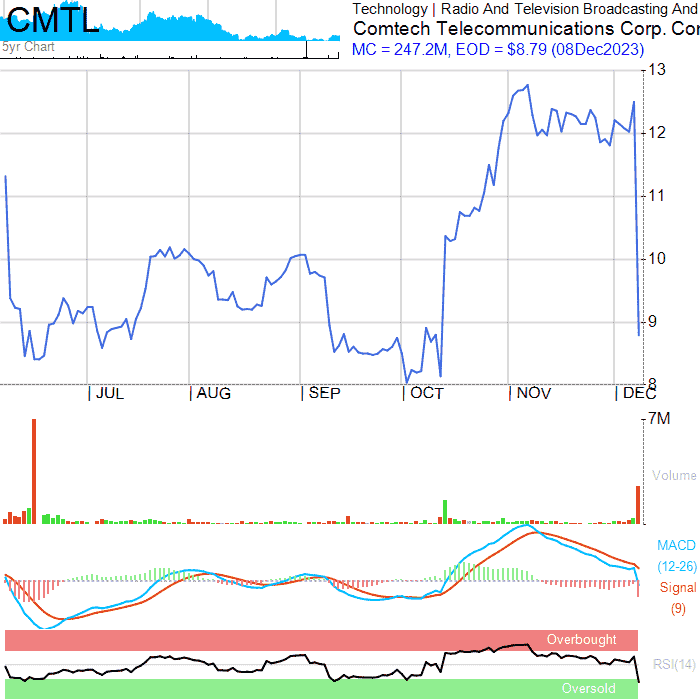 CMTL
5yr Chart
Technology | Radio And Television Broadcasting And
Comtech Telecommunications Corp. Cor
MC = 247.2M, EOD = $8.79 (08Dec2023)
13
12
11
10
9
8
JUL AUG SEP OCT NOV DEC
7M
Volume
MACD
(12-26)
Signal
(9)
Overbought
RSI(14)
Oversold